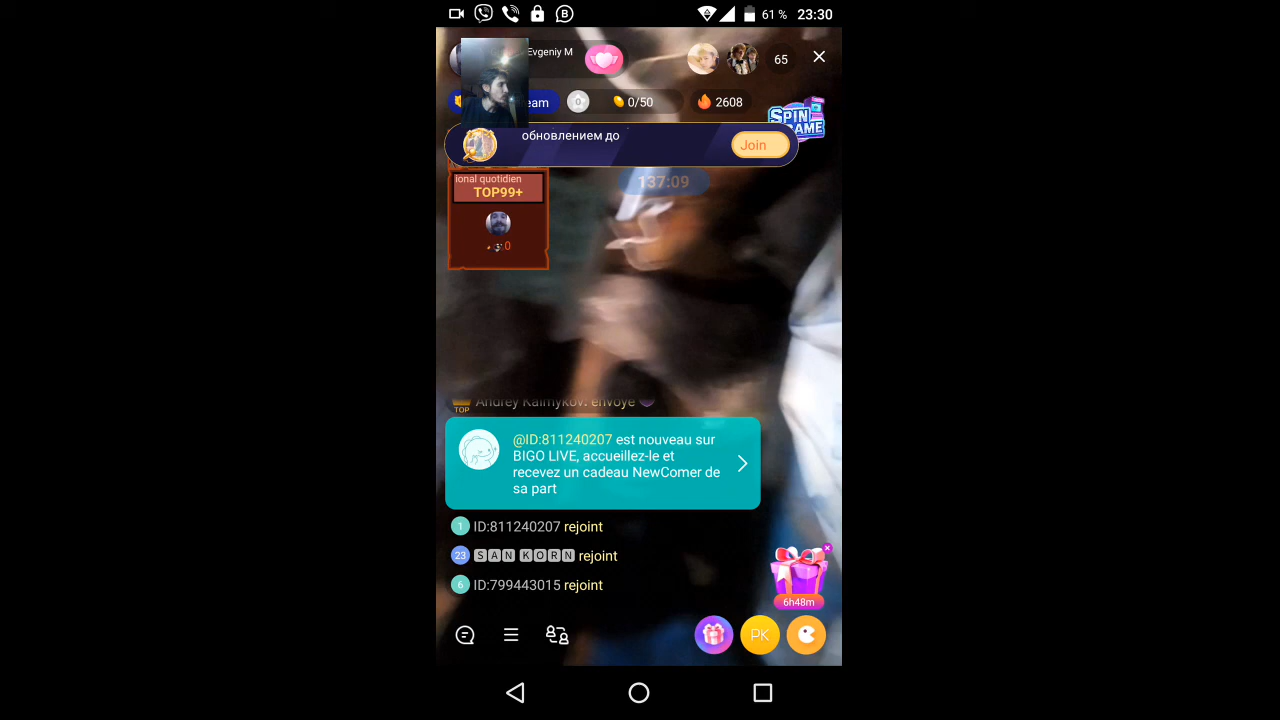 61 % 23:30
Evgeniy M
65
eam
0
0/50
2608
SPIN
GAME
обновлением до
Join
ional quotidien
TOP99+
137:09
0
TOP Andrey Kalmykov: envoye
@ID:811240207 est nouveau sur
BIGO LIVE, accueillez-le et
recevez un cadeau NewComer de
sa part
1 ID:811240207 rejoint
23 SAN KORN rejoint
6 ID:799443015 rejoint
6h48m
PK